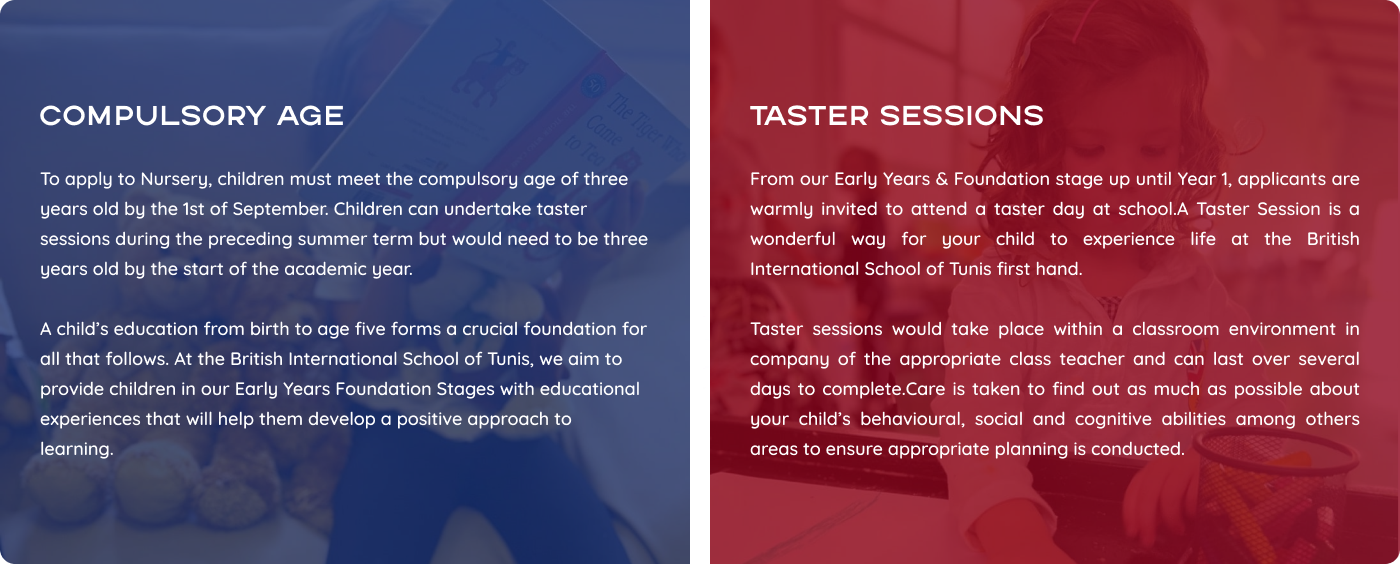 COMPULSORY AGE
To apply to Nursery, children must meet the compulsory age of three
years old by the 1st of September. Children can undertake taster
sessions during the preceding summer term but would need to be three
years old by the start of the academic year.
A child’s education from birth to age five forms a crucial foundation for
all that follows. At the British International School of Tunis, we aim to
provide children in our Early Years Foundation Stages with educational
experiences that will help them develop a positive approach to
learning.
The Tiger Who
Came
to Tea
TASTER SESSIONS
From our Early Years & Foundation stage up until Year 1, applicants are
warmly invited to attend a taster day at school.A Taster Session is a
wonderful way for your child to experience life at the British
International School of Tunis first hand.
Taster sessions would take place within a classroom environment in
company of the appropriate class teacher and can last over several
days to complete.Care is taken to find out as much as possible about
your child’s behavioural, social and cognitive abilities among others
areas to ensure appropriate planning is conducted.